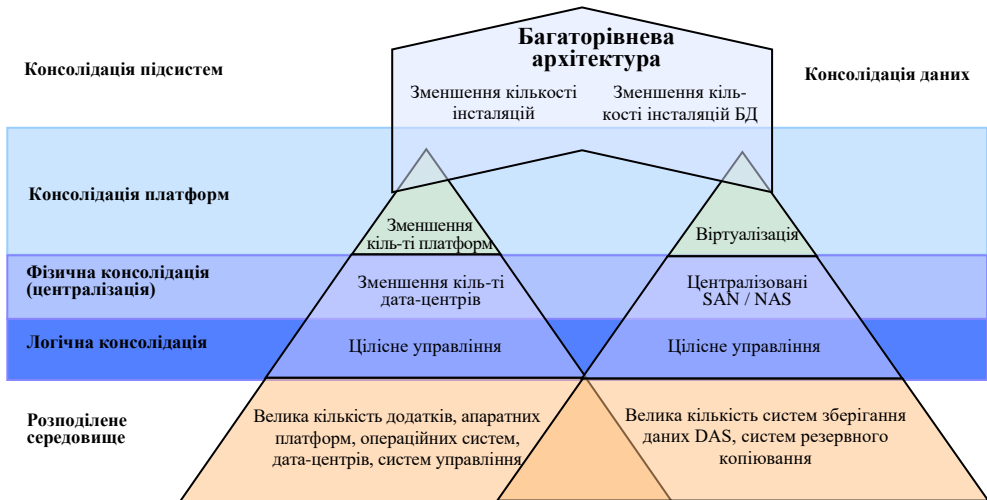 Багаторівнева
архітектура
Консолідація підсистем
Консолідація даних
Зменшення кількості
інсталяцій
Зменшення кіль-
кості інсталяцій БД
Консолідація платформ
Зменшення
кіль-ті платформ
Віртуалізація
Фізична консолідація
(централізація)
Зменшення кіль-ті
дата-центрів
Централізовані
SAN / NAS
Логічна консолідація
Цілісне управління
Цілісне управління
Розподілене
середовище
Велика кількість додатків, апаратних
платформ, операційних систем,
дата-центрів, систем управління
Велика кількість систем зберігання
даних DAS, систем резервного
копіювання